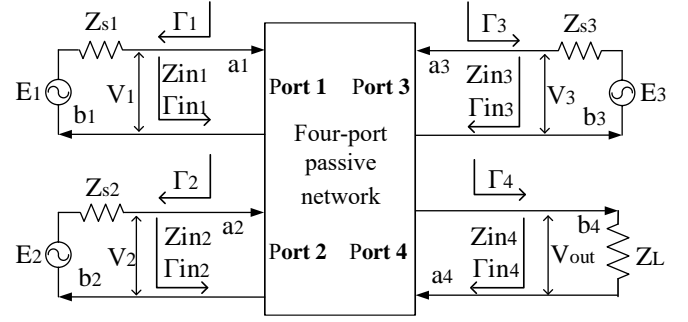 Zs1
Γ1
Γ3
Zs3
a1
a3
E1
V1
Zin1
Γin1
Port 1
Port 3
Zin3
Γin3
V3
E3
b1
b3
Four-port
passive
network
Zs2
Γ2
Γ4
a2
b4
E2
V2
Zin2
Γin2
Port 2
Port 4
Zin4
Γin4
Vout
ZL
b2
a4